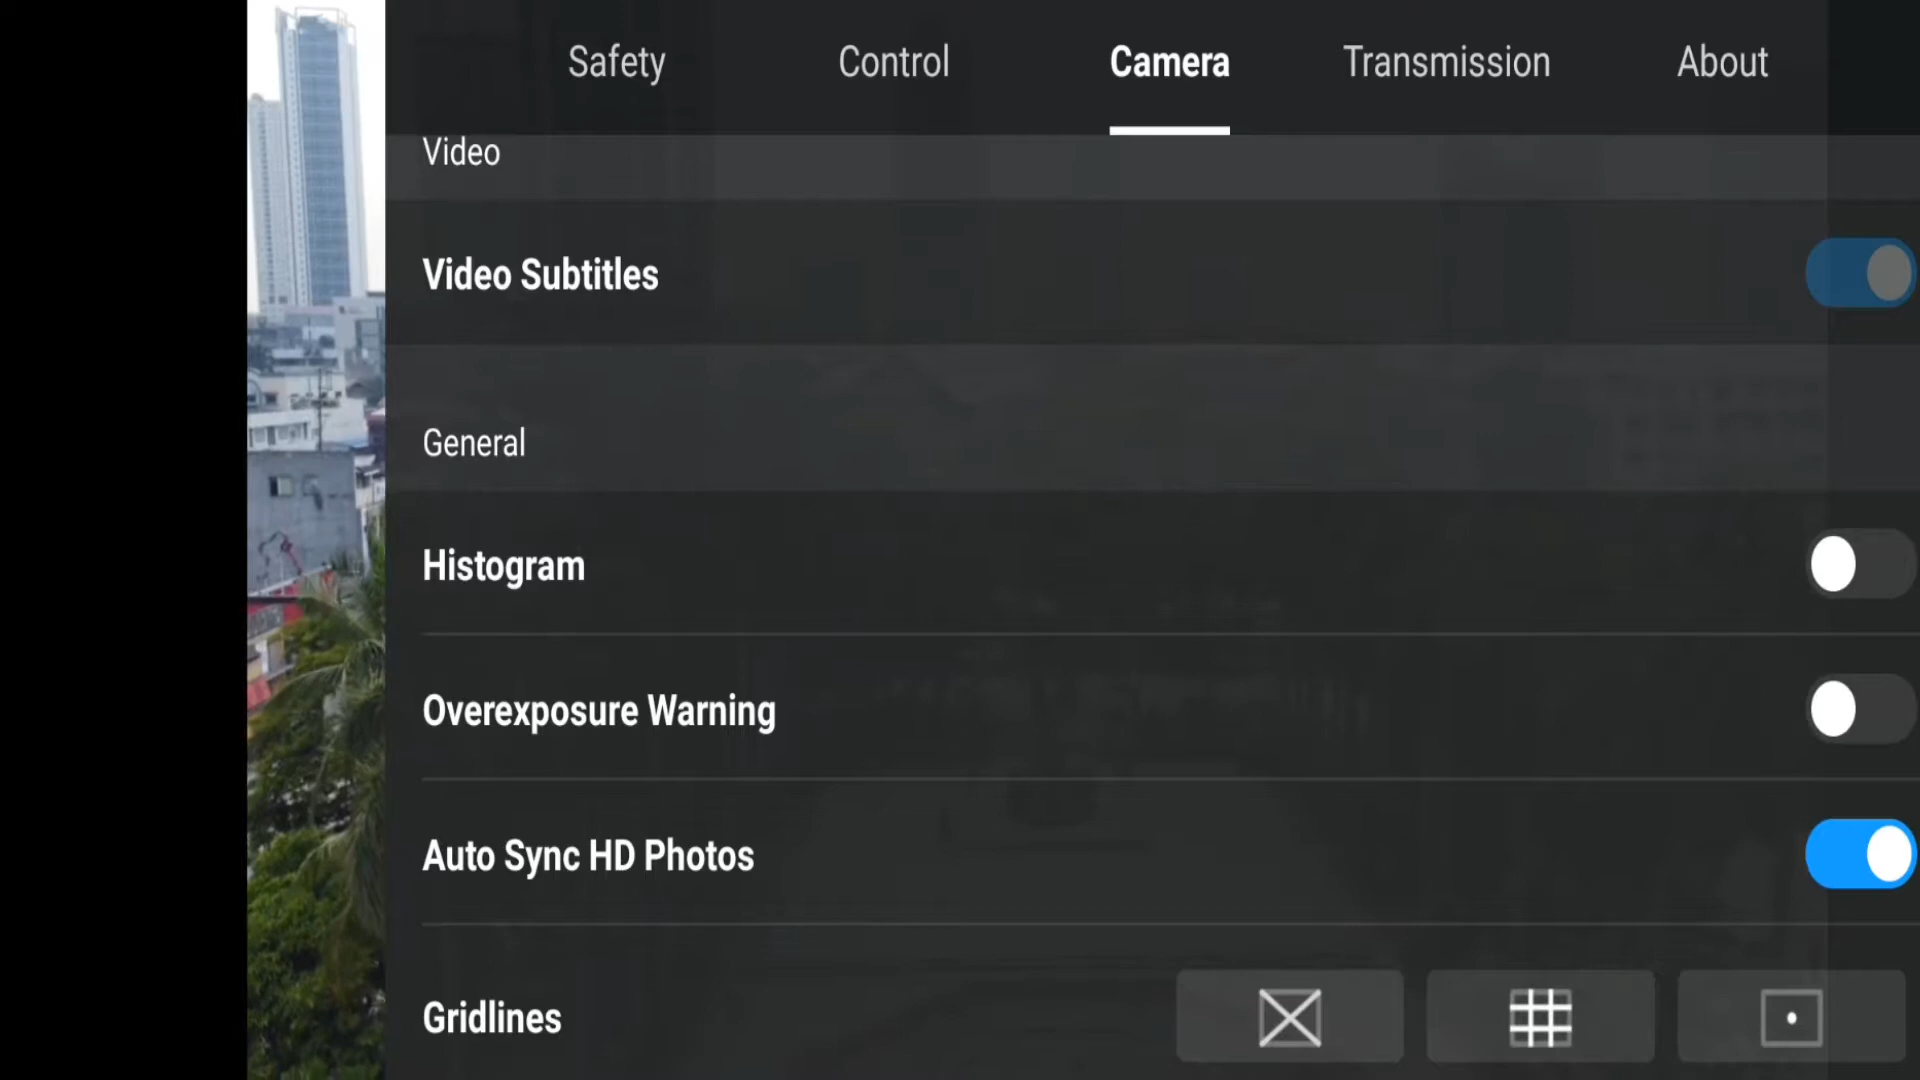 Safety Control Camera Transmission About
Video
Video Subtitles
General
Histogram
Overexposure Warning
Auto Sync HD Photos
Gridlines